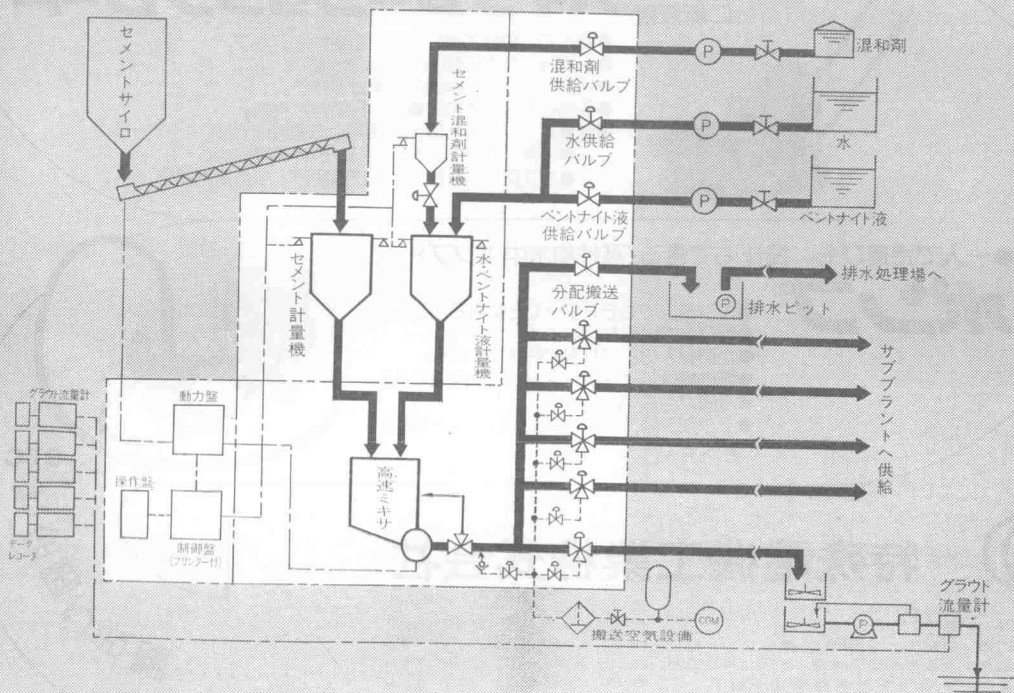 セメントサイロ
混和剤
供給バルブ
P
混和剤
セメント混和剤計量機
水供給
バルブ
P
水
ベントナイト液
供給バルブ
P
ベントナイト液
セメント計量機
水・ベントナイト液計量機
分配搬送
バルブ
P
排水ピット
排水処理場へ
サブプラントへ供給
グラウト流量計
動力盤
操作盤
制御盤
(プリンター付)
データ
レコーダ
高速ミキサ
搬送空気設備
COM
P
グラウト
流量計